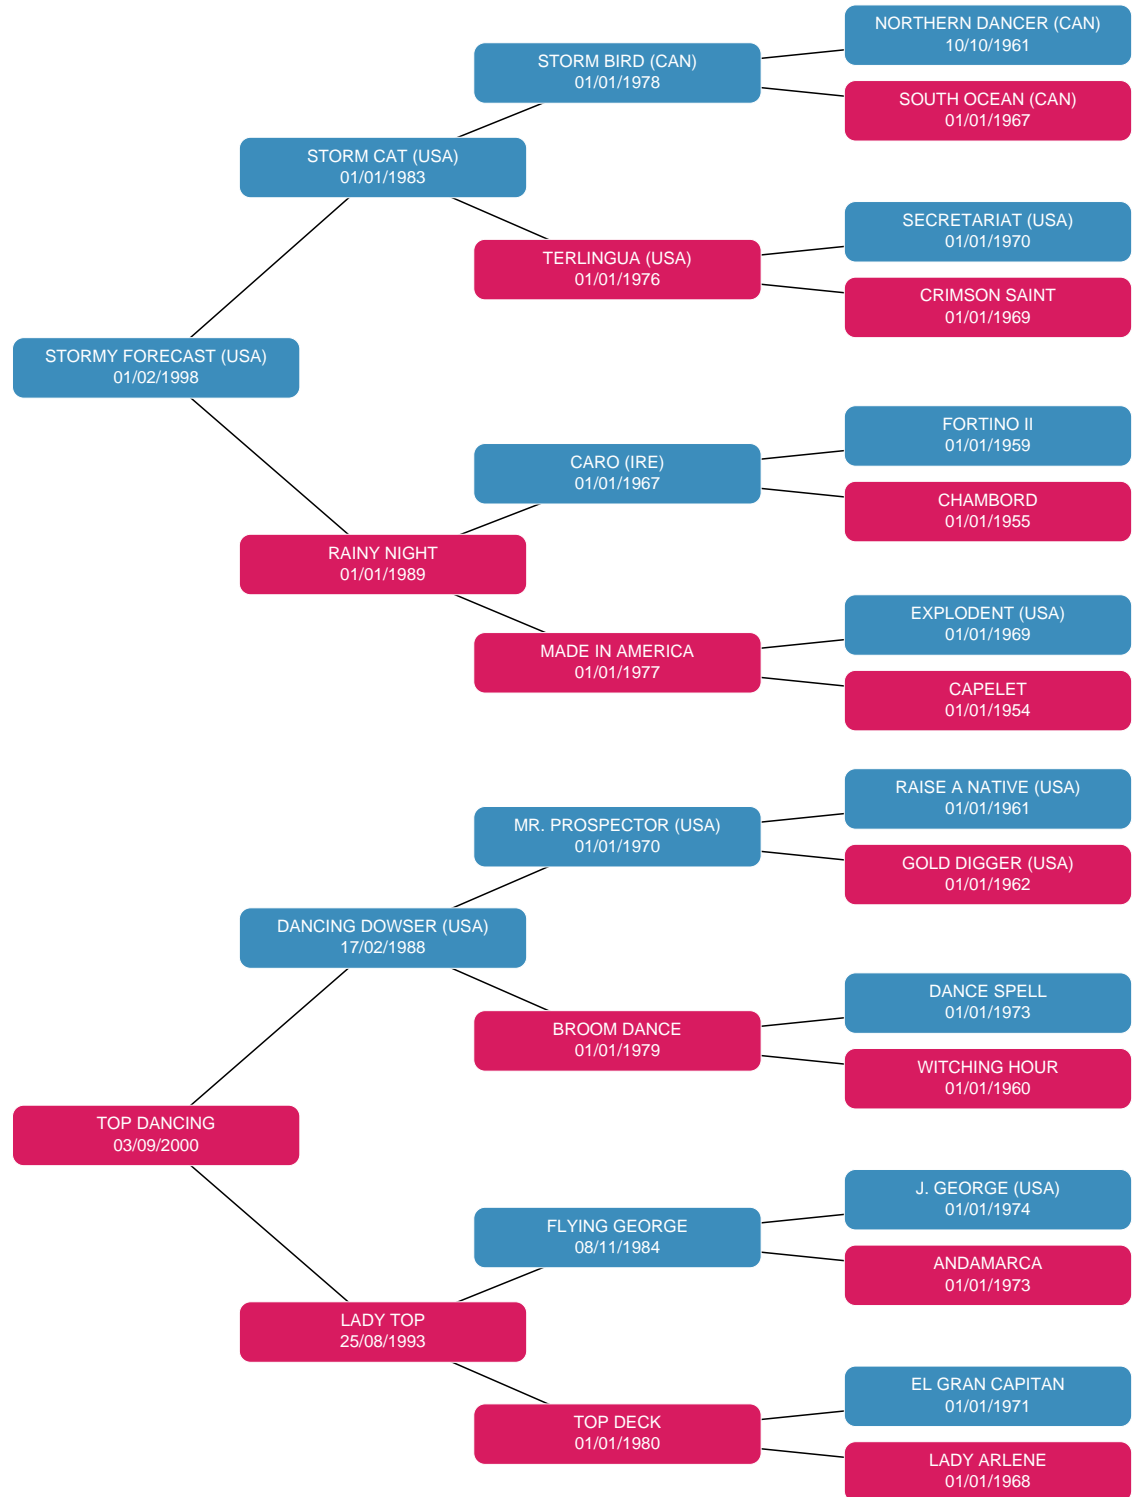 NORTHERN DANCER (CAN)
10/10/1961
STORM BIRD (CAN)
01/01/1978
SOUTH OCEAN (CAN)
01/01/1967
STORM CAT (USA)
01/01/1983
SECRETARIAT (USA)
01/01/1970
TERLINGUA (USA)
01/01/1976
CRIMSON SAINT
01/01/1969
STORMY FORECAST (USA)
01/02/1998
FORTINO II
01/01/1959
CARO (IRE)
01/01/1967
CHAMBORD
01/01/1955
RAINY NIGHT
01/01/1989
EXPLODENT (USA)
01/01/1969
MADE IN AMERICA
01/01/1977
CAPELET
01/01/1954
RAISE A NATIVE (USA)
01/01/1961
MR. PROSPECTOR (USA)
01/01/1970
GOLD DIGGER (USA)
01/01/1962
DANCING DOWSER (USA)
17/02/1988
DANCE SPELL
01/01/1973
BROOM DANCE
01/01/1979
WITCHING HOUR
01/01/1960
TOP DANCING
03/09/2000
J. GEORGE (USA)
01/01/1974
FLYING GEORGE
08/11/1984
ANDAMARCA
01/01/1973
LADY TOP
25/08/1993
EL GRAN CAPITAN
01/01/1971
TOP DECK
01/01/1980
LADY ARLENE
01/01/1968